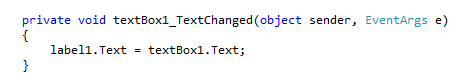 private void textBox1_TextChanged(object sender, EventArgs e)
{
    label1.Text = textBox1.Text;
}